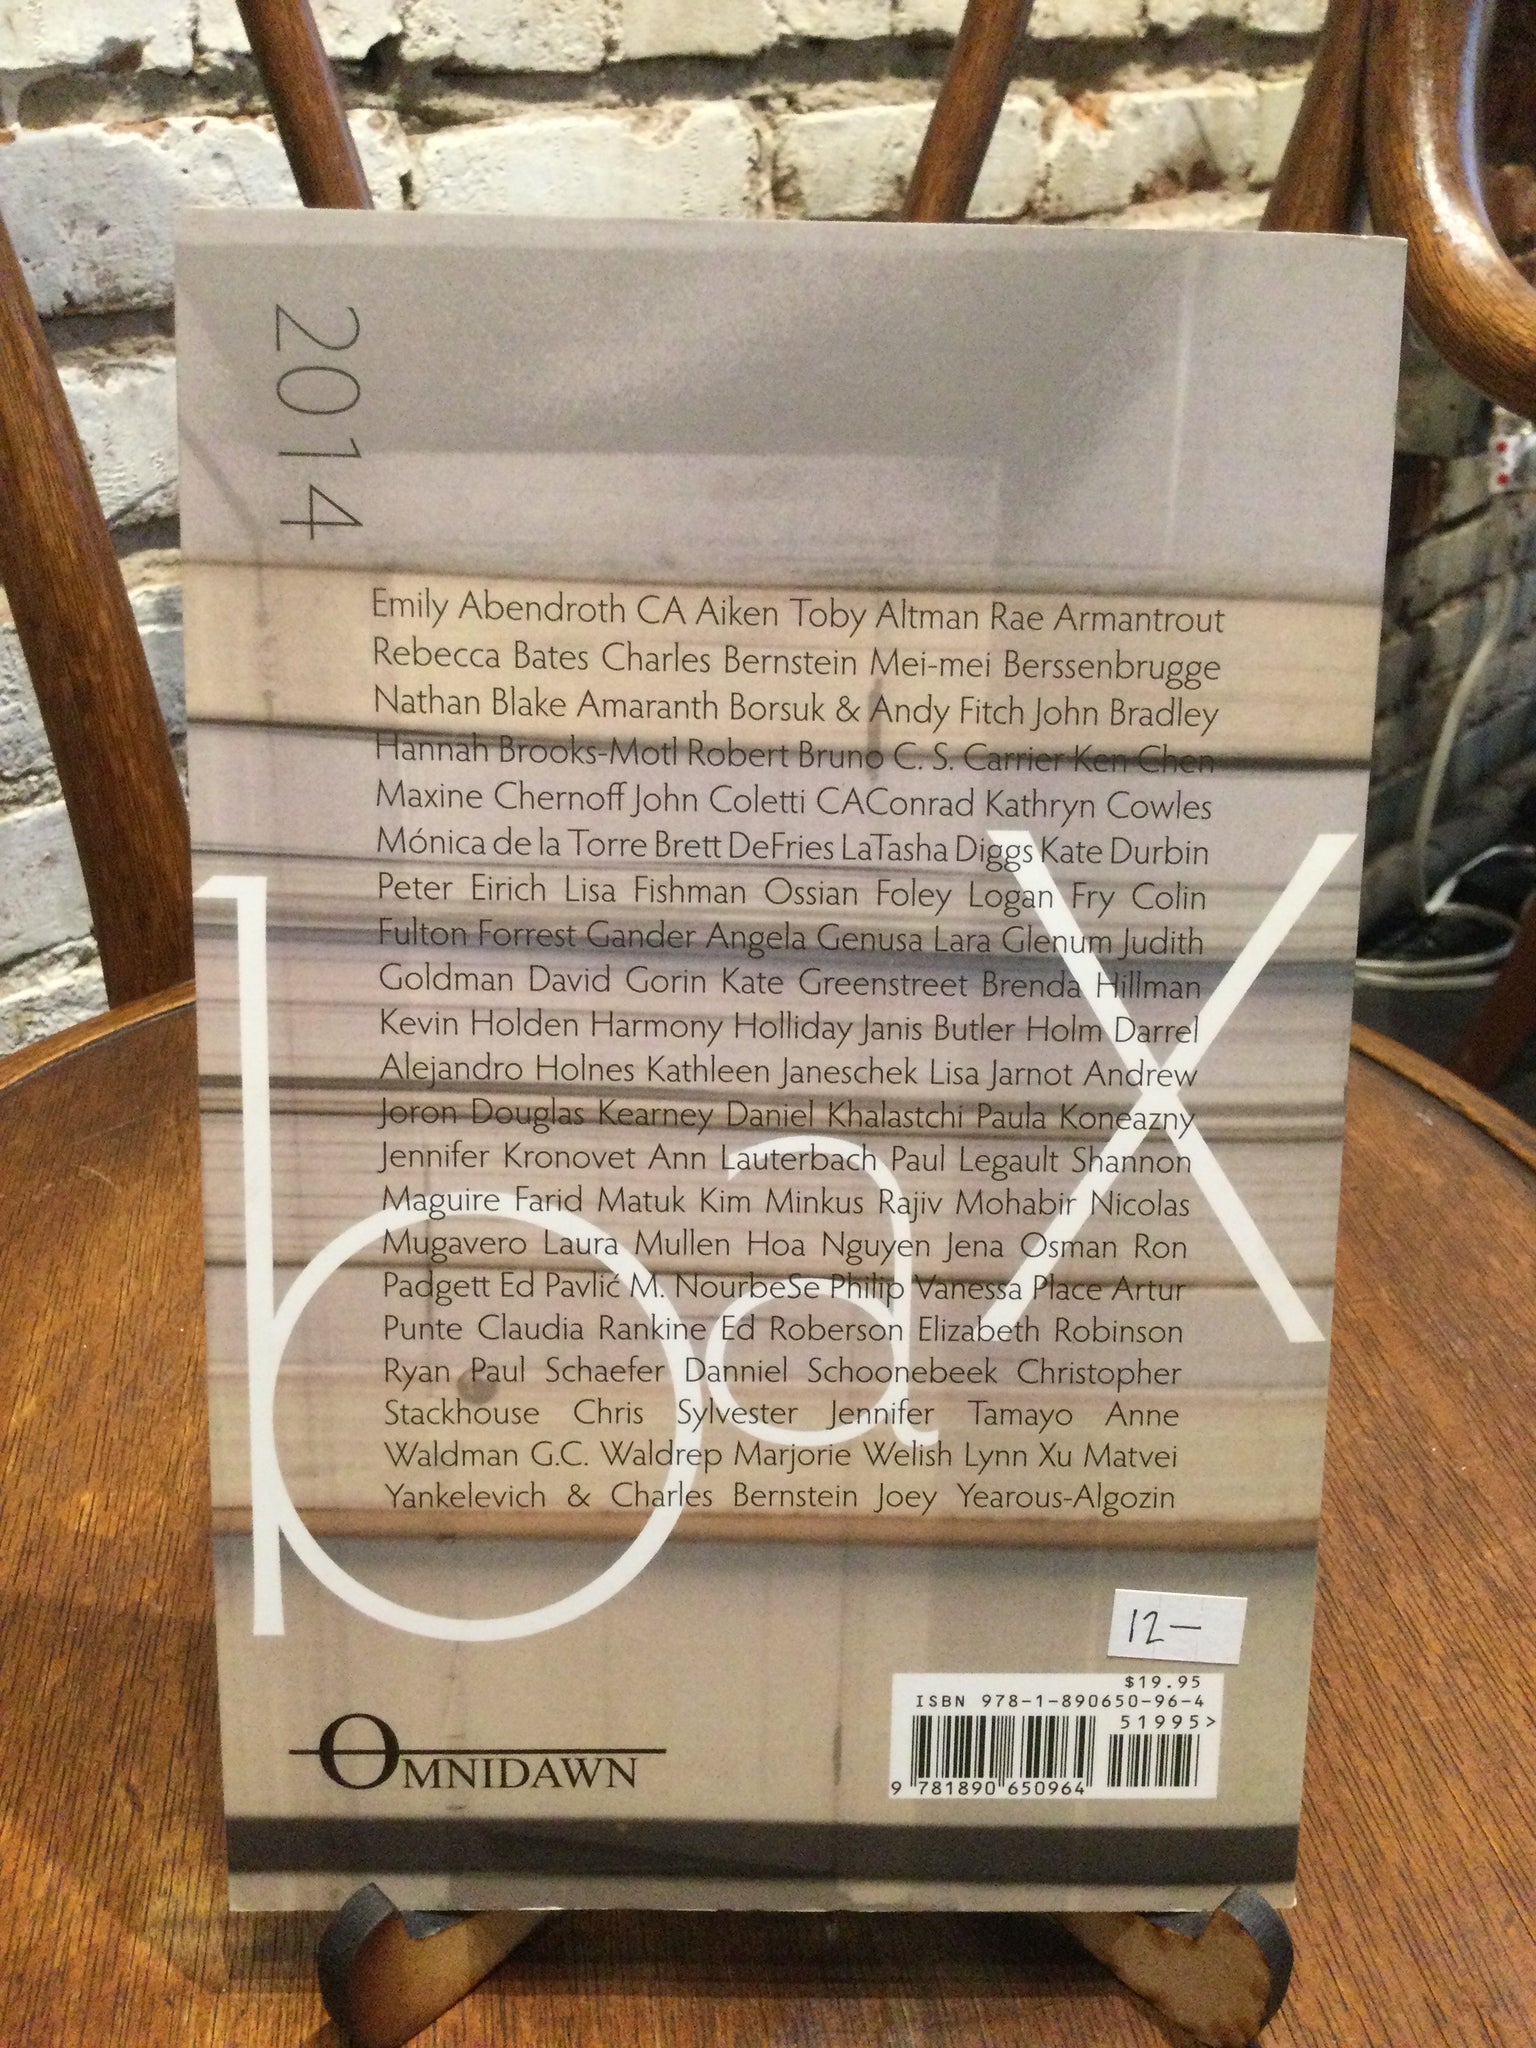 2014
Emily Abendroth CA Aiken Toby Altman Rae Armantrout
Rebecca Bates Charles Bernstein Mei-mei Berssenbrugge
Nathan Blake Amaranth Borsuk & Andy Fitch John Bradley
Hannah Brooks-Motl Robert Bruno C. S. Carrier Ken Chen
Maxine Chernoff John Coletti CAConrad Kathryn Cowles
Mónica de la Torre Brett DeFries LaTasha Diggs Kate Durbin
Peter Eirich Lisa Fishman Ossian Foley Logan Fry Colin
Fulton Forrest Gander Angela Genusa Lara Glenum Judith
Goldman David Gorin Kate Greenstreet Brenda Hillman
Kevin Holden Harmony Holliday Janis Butler Holm Darrel
Alejandro Holnes Kathleen Janeschek Lisa Jarnot Andrew
Joron Douglas Kearney Daniel Khalastchi Paula Koneazny
Jennifer Kronovet Ann Lauterbach Paul Legault Shannon
Maguire Farid Matuk Kim Minkus Rajiv Mohabir Nicolas
Mugavero Laura Mullen Hoa Nguyen Jena Osman Ron
Padgett Ed Pavlić M. NourbeSe Philip Vanessa Place Artur
Punte Claudia Rankine Ed Roberson Elizabeth Robinson
Ryan Paul Schaefer Danniel Schoonebeek Christopher
Stackhouse Chris Sylvester Jennifer Tamayo Anne
Waldman G.C. Waldrep Marjorie Welish Lynn Xu Matvei
Yankelevich & Charles Bernstein Joey Yearous-Algozin
bax
12—
$19.95
ISBN 978-1-890650-96-4
51995>
9 781890 650964
OMNIDAWN